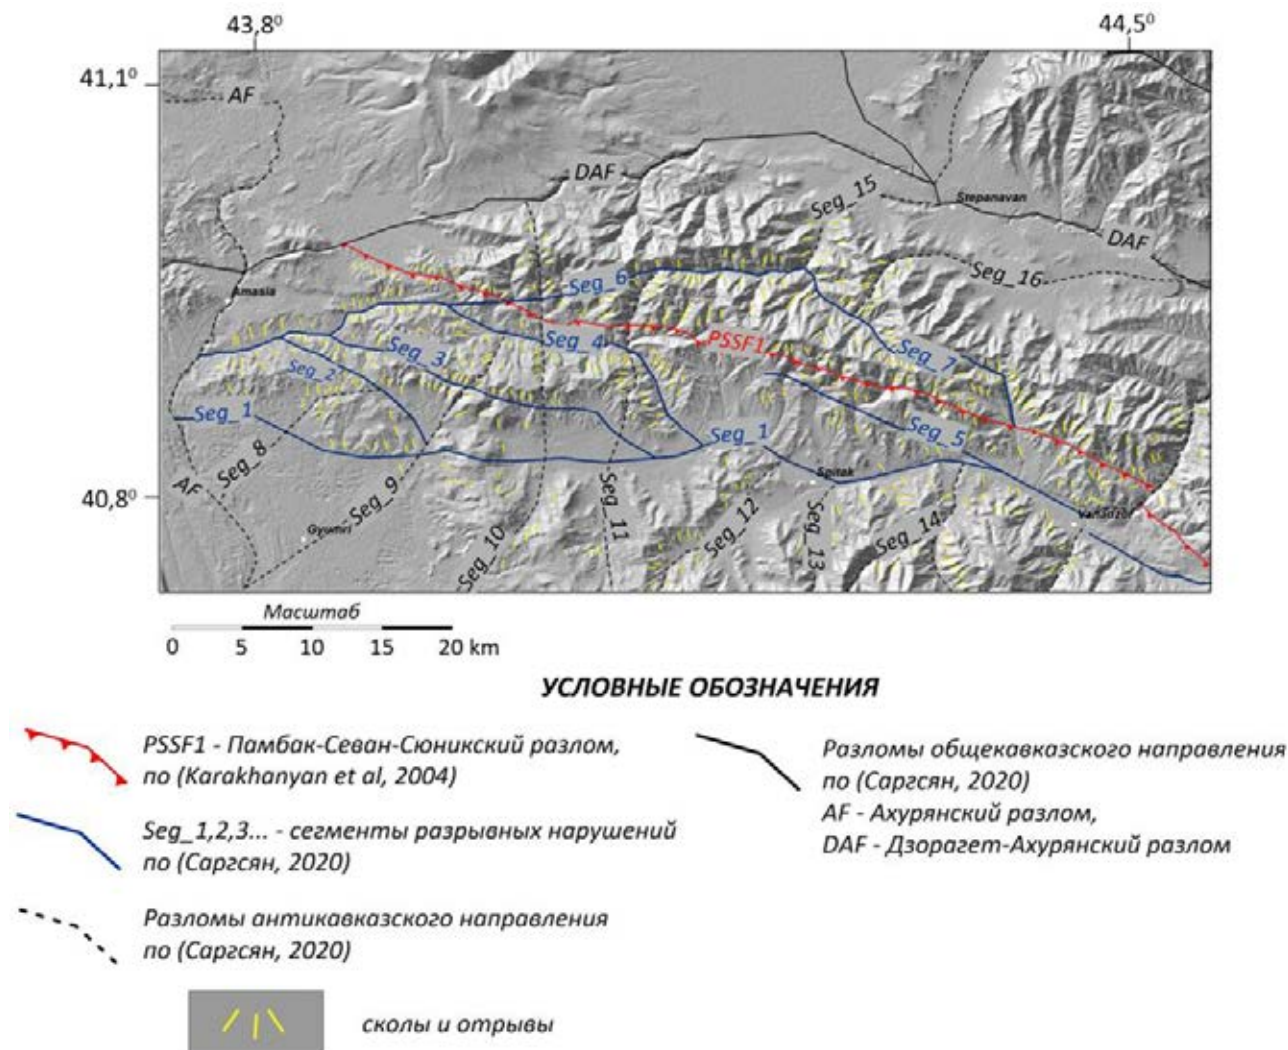 43,8⁰
44,5⁰
41,1⁰
AF
DAF
Seg_15
Stepanavan
DAF
Seg_16
Amasia
Seg_6
PSSF1
Seg_4
Seg_3
Seg_7
Seg_2
Seg_1
Seg_1
Seg_5
Seg_8
AF
40,8⁰
Spitak
Seg_9
Seg_11
Seg_12
Seg_13
Seg_14
Vanadzor
Gyumri
Seg_10
Масштаб
0 5 10 15 20 km
УСЛОВНЫЕ ОБОЗНАЧЕНИЯ
PSSF1 - Памбак-Севан-Сюникский разлом,
по (Karakhanyan et al, 2004)
Seg_1,2,3... - сегменты разрывных нарушений
по (Саргсян, 2020)
Разломы антикавказского направления
по (Саргсян, 2020)
сколы и отрывы
Разломы общекавказского направления
по (Саргсян, 2020)
AF - Ахурянский разлом,
DAF - Дзорагет-Ахурянский разлом